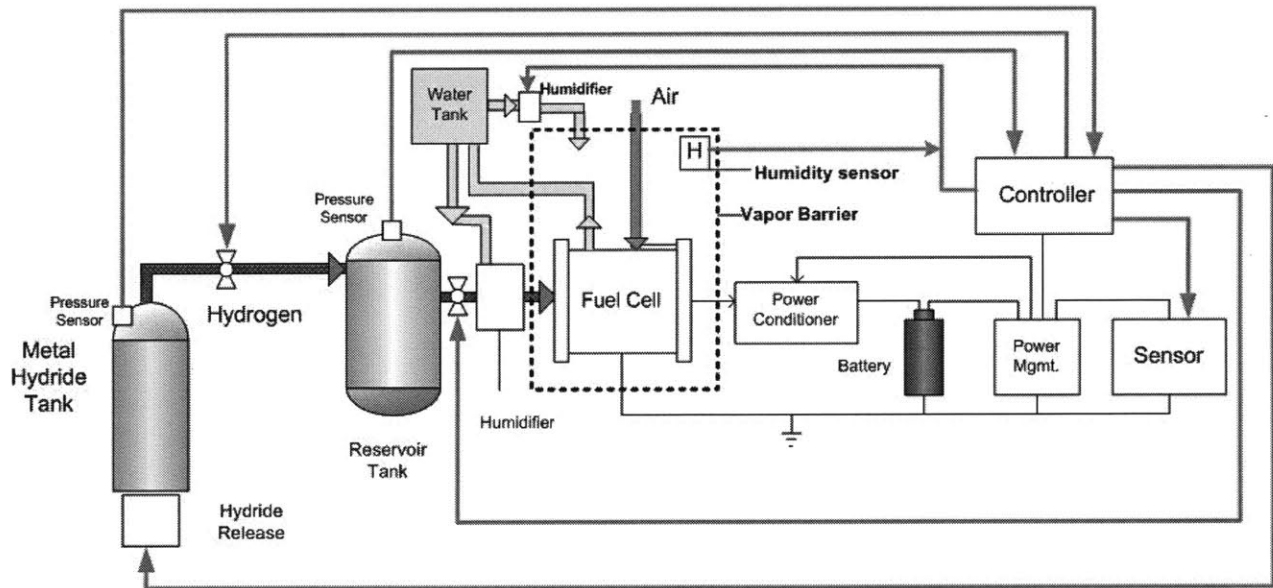 Water
Tank
Humidifier
Air
H
Humidity sensor
Controller
Vapor Barrier
Pressure
Sensor
Pressure
Sensor
Hydrogen
Metal
Hydride
Tank
Fuel Cell
Power
Conditioner
Battery
Power
Mgmt.
Sensor
Humidifier
Reservoir
Tank
Hydride
Release